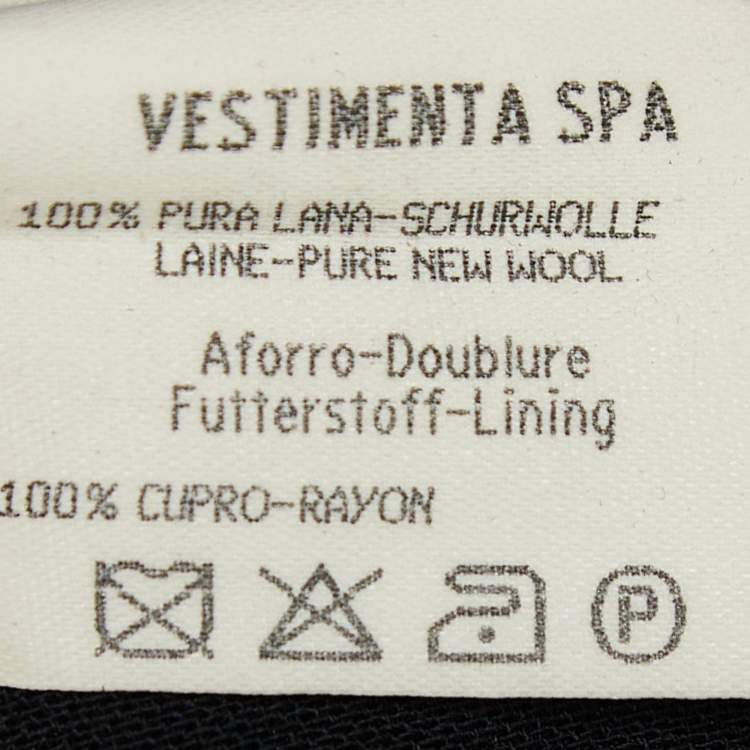 VESTIMENTA SPA
100% PURA LANA-SCHURWOLLE
LAINE-PURE NEW WOOL
Aforro-Doublure
Futterstoff-Lining
100% CUPRO-RAYON
P